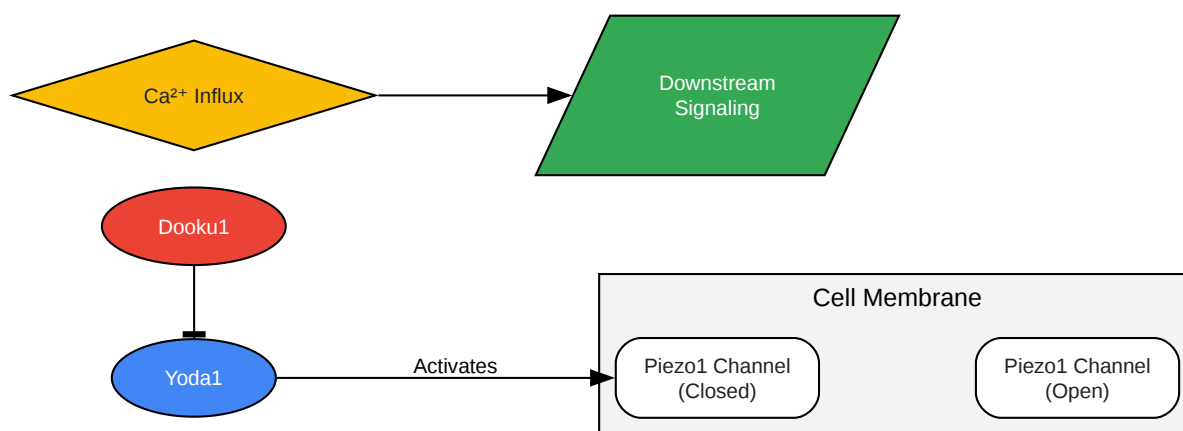 Ca²⁺ Influx
Downstream
Signaling
Dooku1
Cell Membrane
Yoda1
Activates
Piezo1 Channel
(Closed)
Piezo1 Channel
(Open)